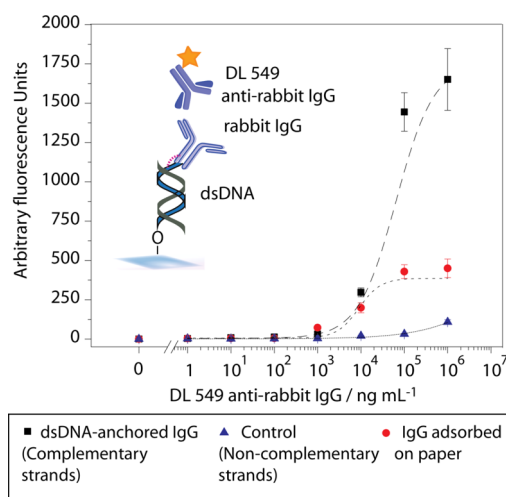 2000
1750
1500
1250
1000
750
500
250
0
Arbitrary fluorescence Units
DL 549
anti-rabbit IgG
rabbit IgG
dsDNA
O
0 1 10¹ 10² 10³ 10⁴ 10⁵ 10⁶ 10⁷
DL 549 anti-rabbit IgG / ng mL⁻¹
dsDNA-anchored IgG
(Complementary
strands)
Control
(Non-complementary
strands)
IgG adsorbed
on paper